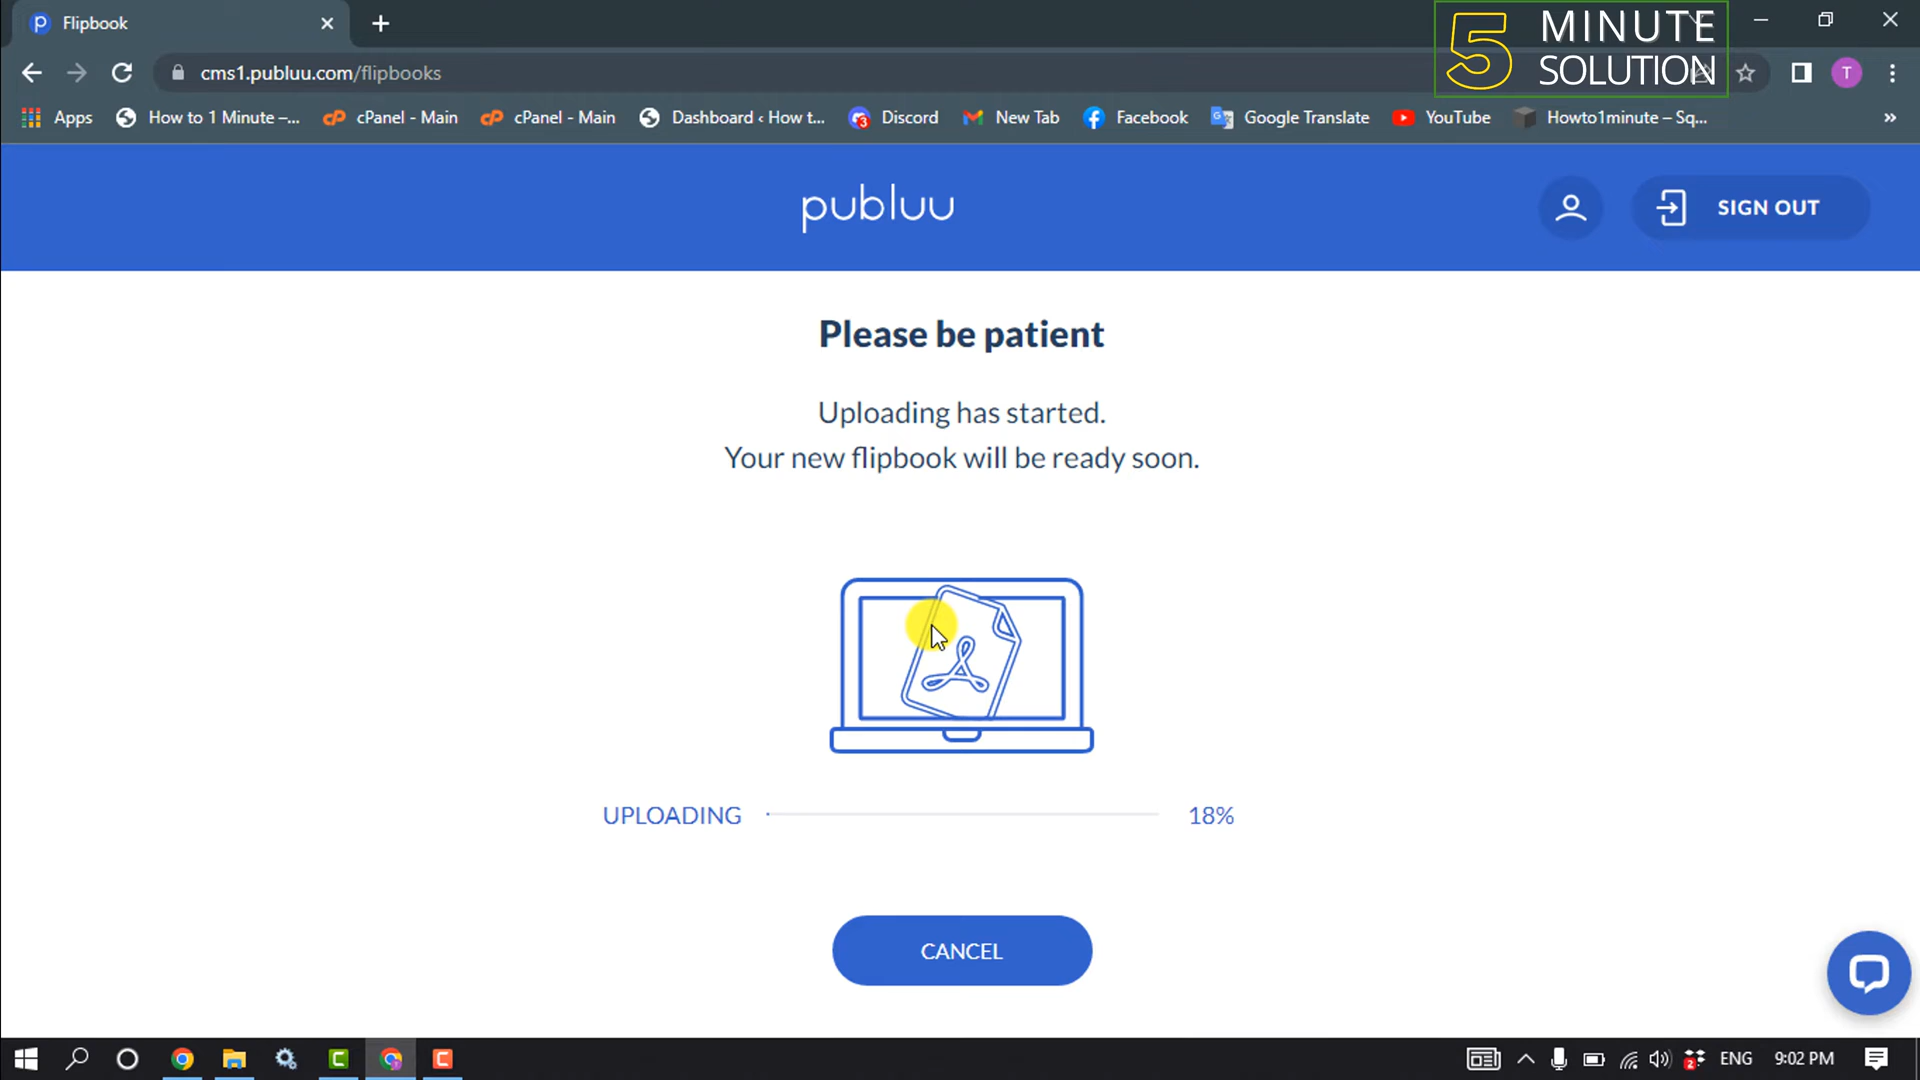 Flipbook
5 MINUTE
SOLUTION
cms1.publuu.com/flipbooks
T
Apps
How to 1 Minute –...
cPanel - Main
cPanel - Main
Dashboard ‹ How t...
Discord
New Tab
Facebook
Google Translate
YouTube
Howto1minute – Sq...
»
publuu
SIGN OUT
Please be patient
Uploading has started.
Your new flipbook will be ready soon.
UPLOADING
18%
CANCEL
ENG
9:02 PM